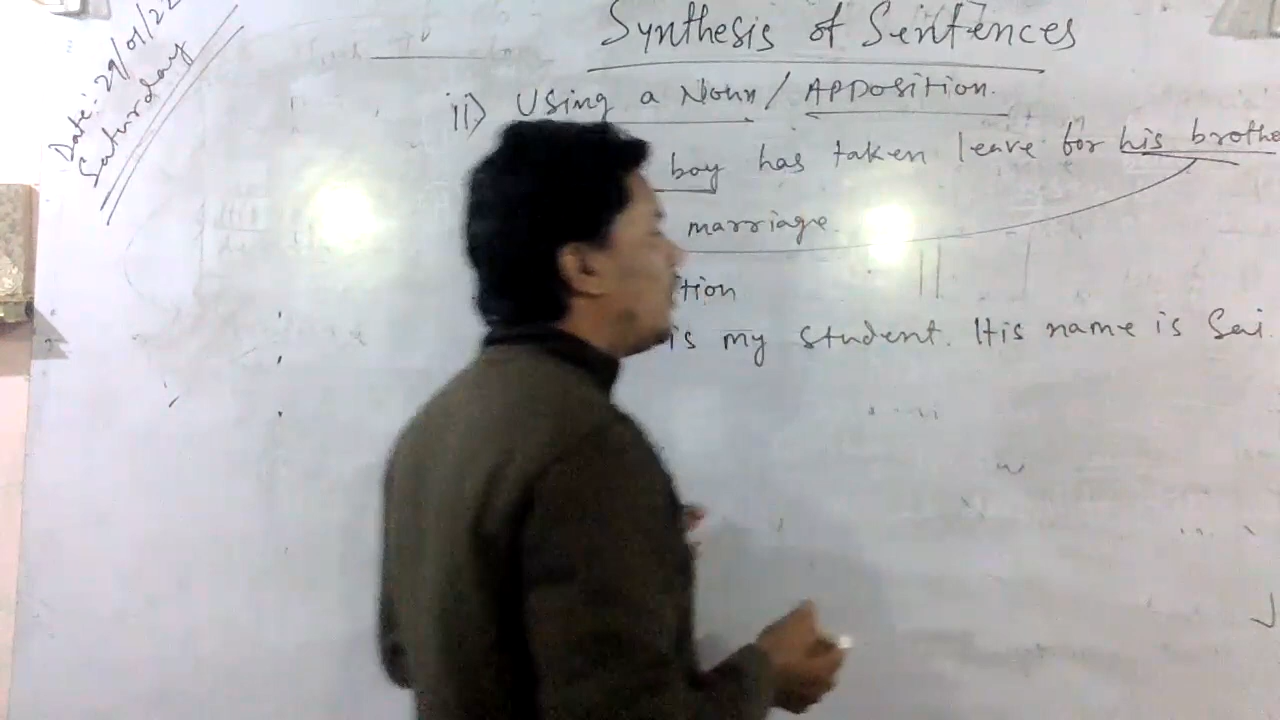 Date:- 29/01/22
Saturday
Synthesis of Sentences
ii) Using a Noun / APPosition.
boy has taken leave for his brothe
marriage.
ition
is my student. His name is Sai.